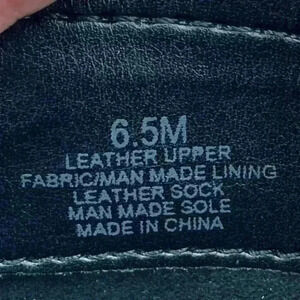 6.5M
LEATHER UPPER
FABRIC/MAN MADE LINING
LEATHER SOCK
MAN MADE SOLE
MADE IN CHINA